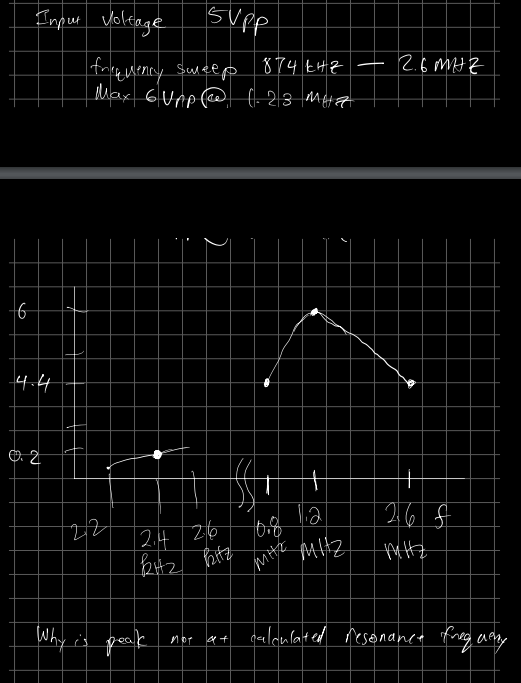 Input Voltage 5Vpp
frequency sweep 874 kHz — 2.6 MHz
Max 6Vpp @ 1.23 MHz
6
4.4
0.2
2.2
2.4 kHz
2.6 kHz
0.8 MHz
1.2 MHz
2.6 MHz
f
Why is peak not at calculated resonance frequency